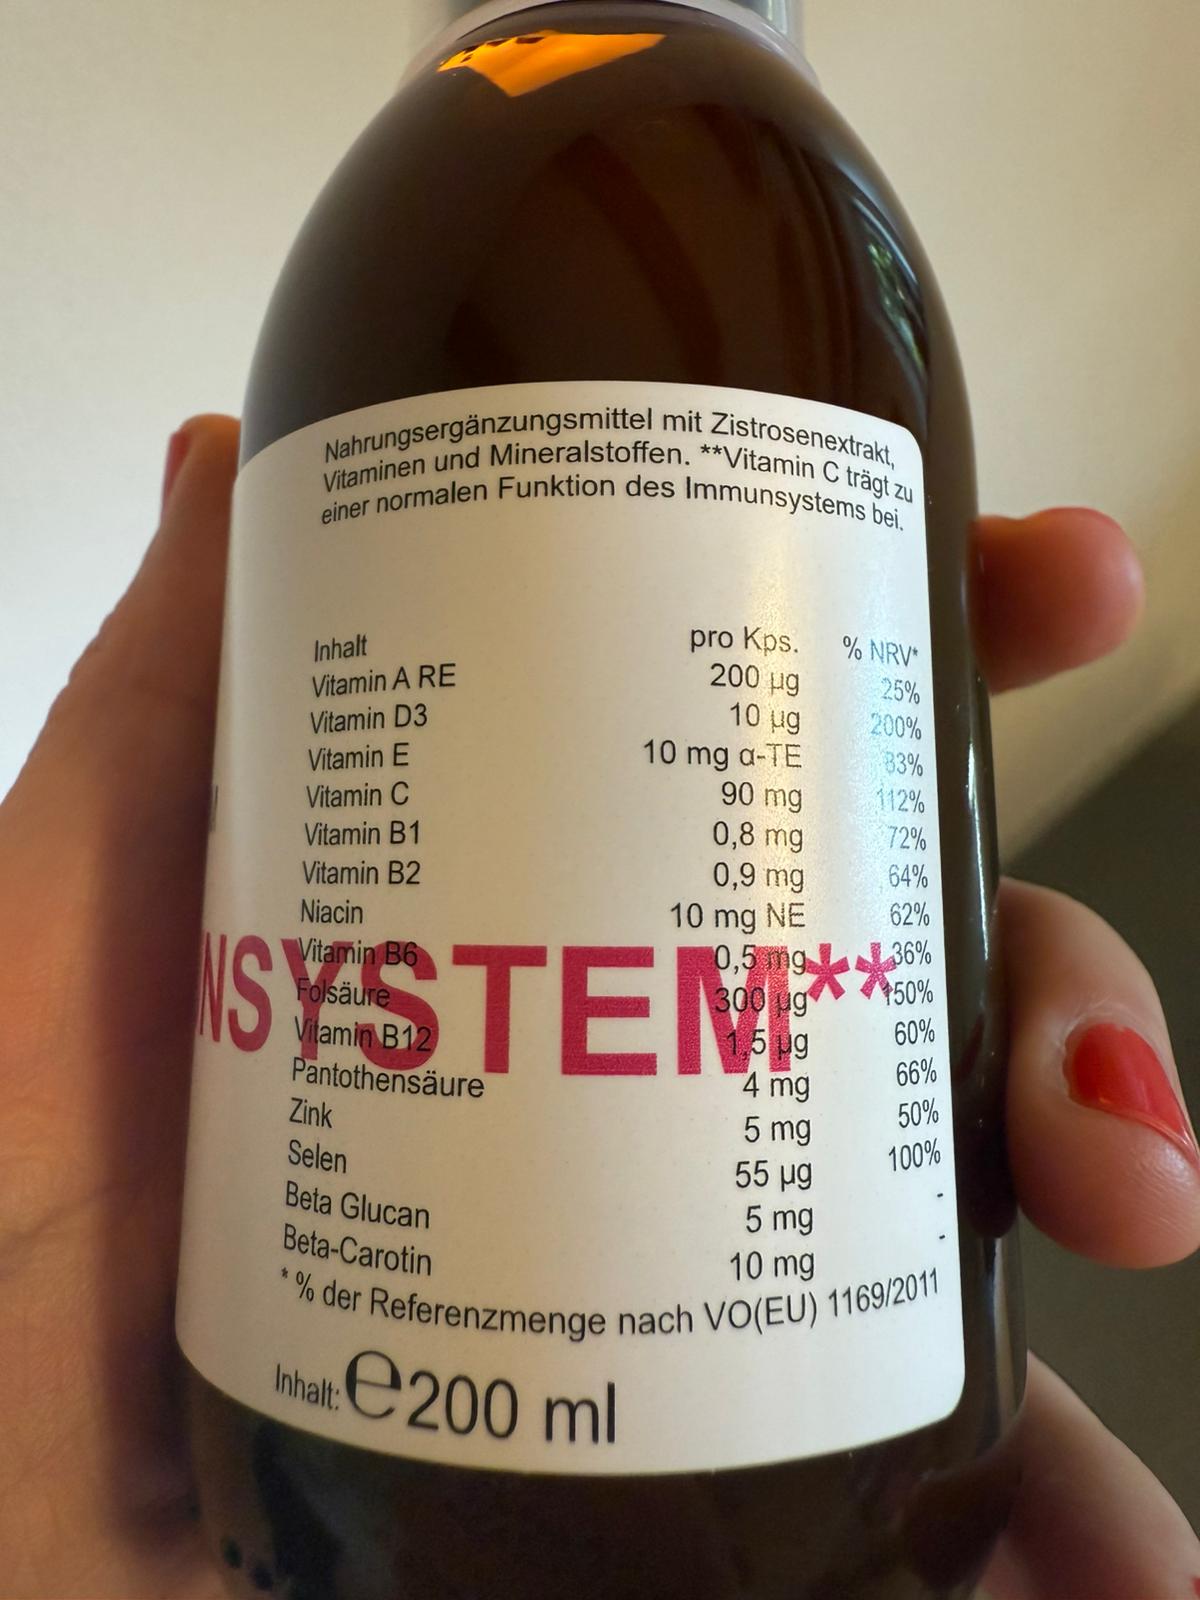 Nahrungsergänzungsmittel mit Zistrosenextrakt,
Vitaminen und Mineralstoffen. **Vitamin C trägt zu
einer normalen Funktion des Immunsystems bei.
Inhalt pro Kps. % NRV*
Vitamin A RE 200 µg 25%
Vitamin D3 10 µg 200%
Vitamin E 10 mg α-TE 83%
Vitamin C 90 mg 112%
Vitamin B1 0,8 mg 72%
Vitamin B2 0,9 mg 64%
Niacin 10 mg NE 62%
Vitamin B6 0,5 mg 36%
Folsäure 300 µg 150%
Vitamin B12 1,5 µg 60%
Pantothensäure 4 mg 66%
Zink 5 mg 50%
Selen 55 µg 100%
Beta Glucan 5 mg -
Beta-Carotin 10 mg -
NSYSTEM**
* % der Referenzmenge nach VO(EU) 1169/2011
Inhalt: ℮200 ml